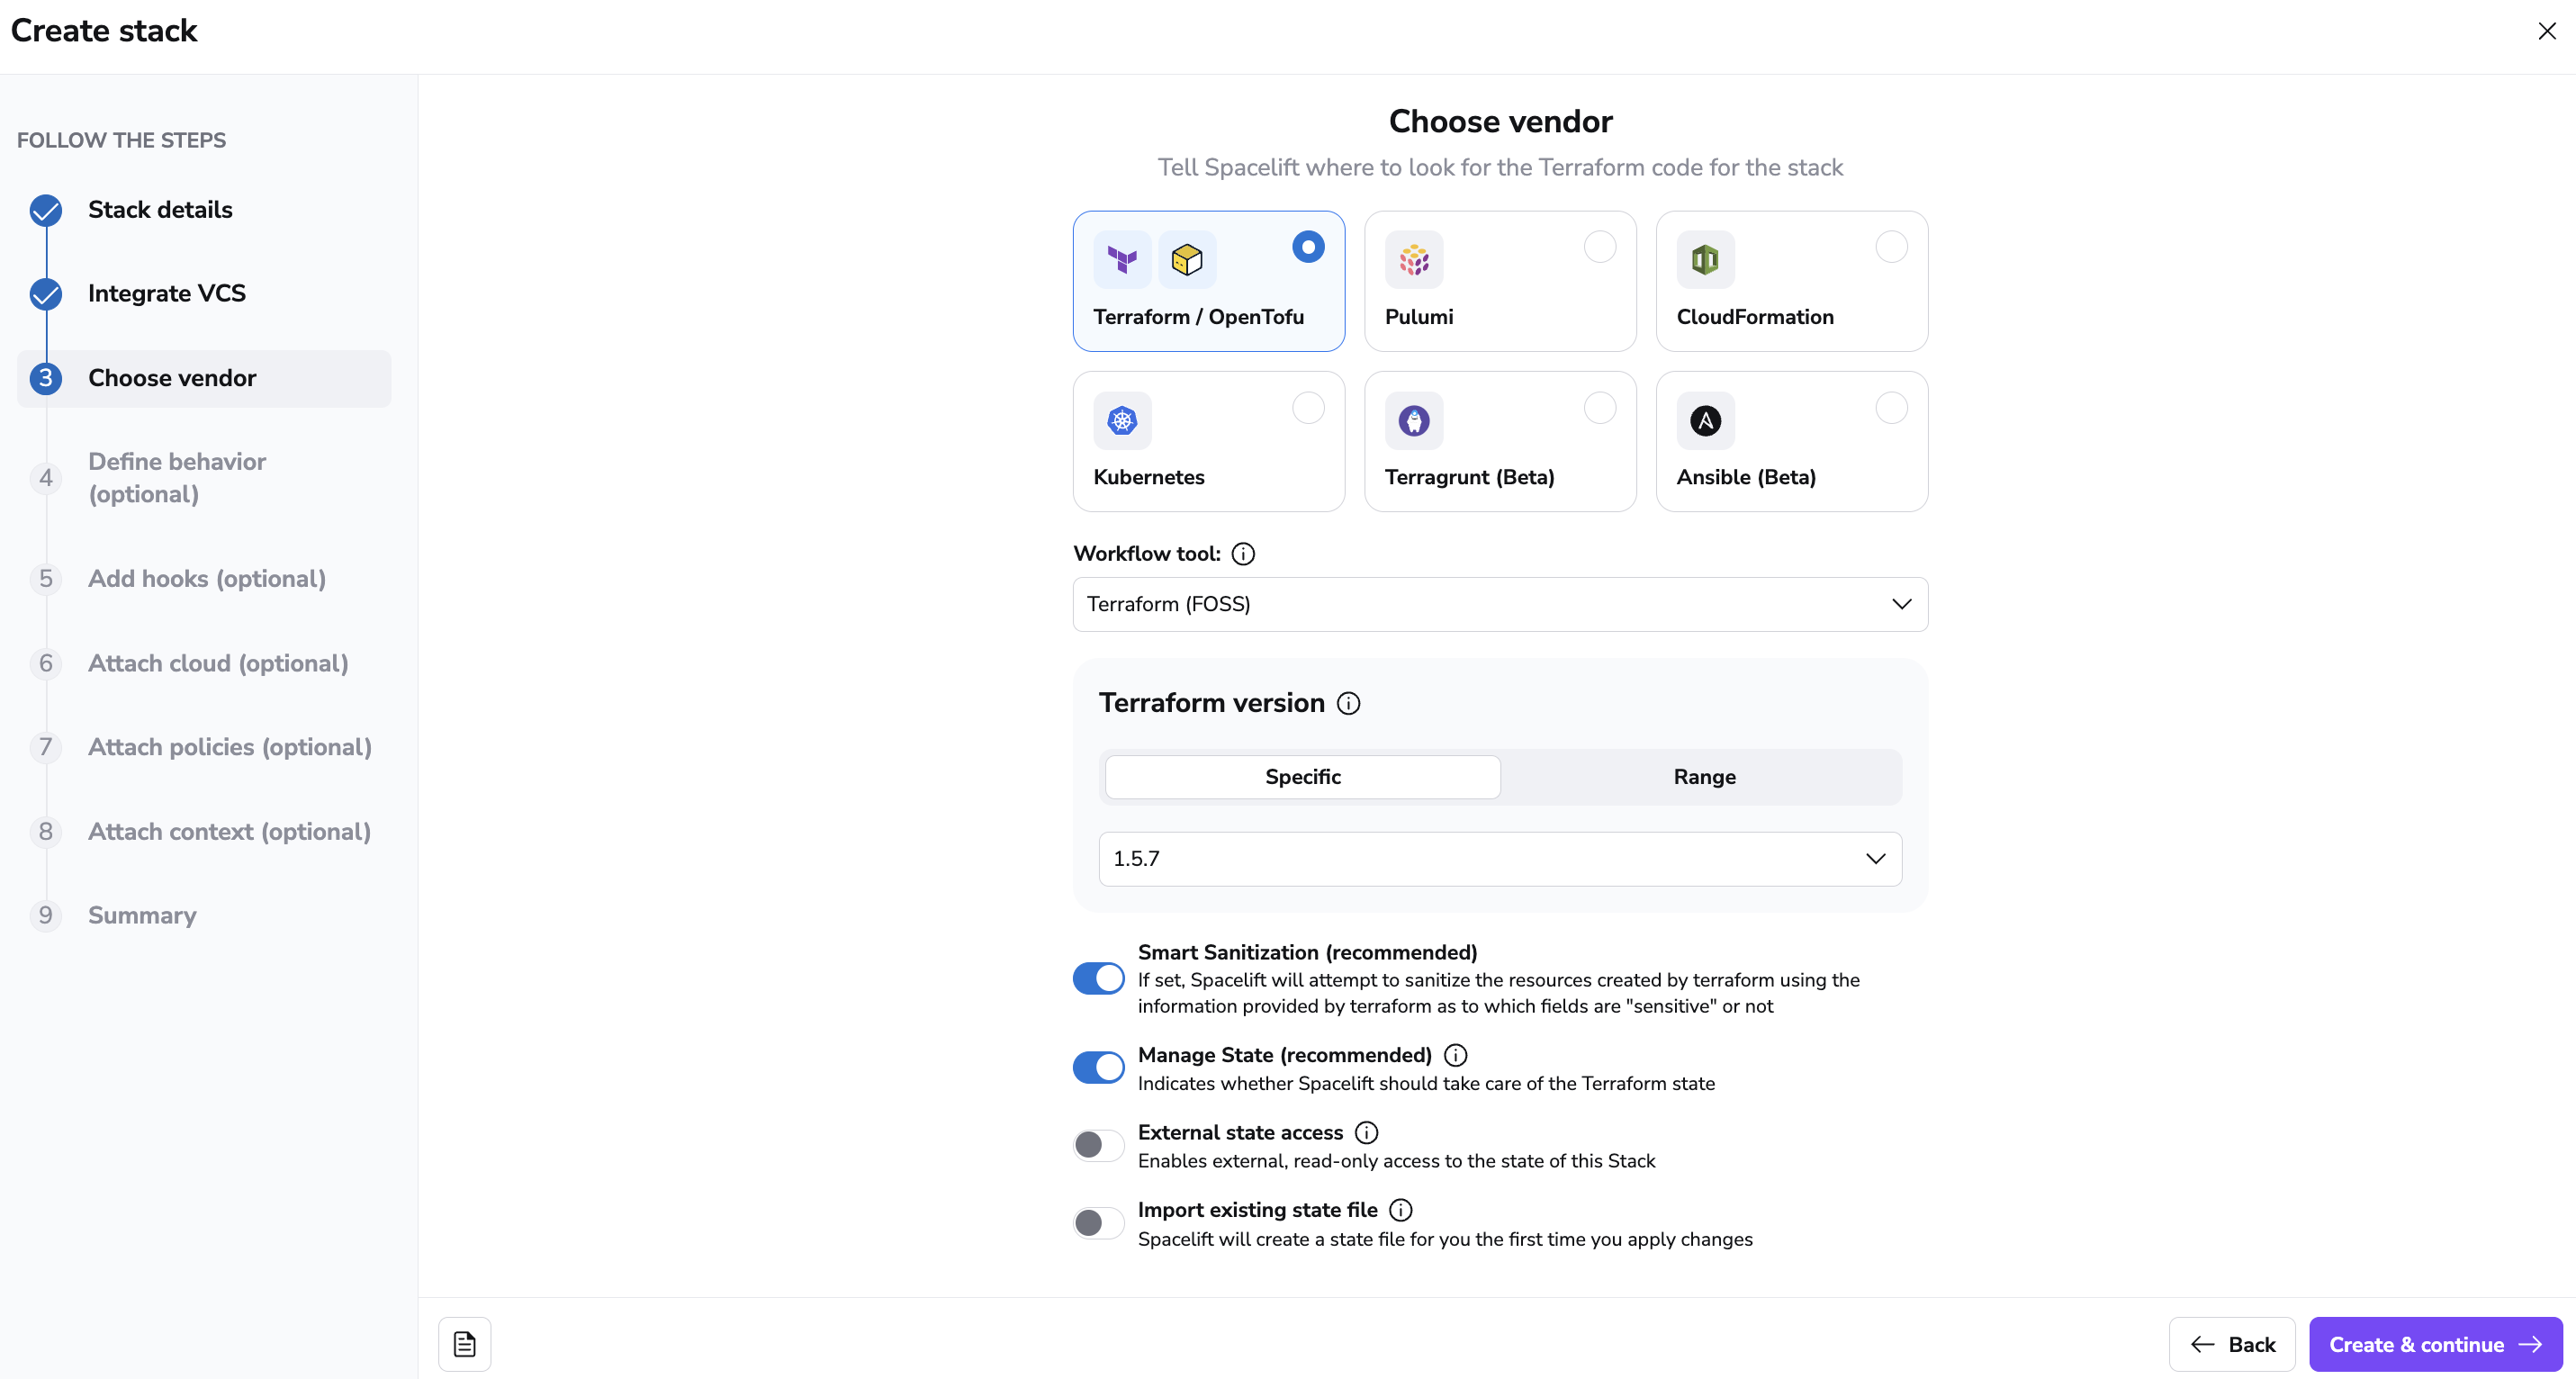 Create stack
FOLLOW THE STEPS
Stack details
Integrate VCS
3 Choose vendor
4 Define behavior
(optional)
5 Add hooks (optional)
6 Attach cloud (optional)
7 Attach policies (optional)
8 Attach context (optional)
9 Summary
Choose vendor
Tell Spacelift where to look for the Terraform code for the stack
Terraform / OpenTofu
Pulumi
CloudFormation
Kubernetes
Terragrunt (Beta)
Ansible (Beta)
Workflow tool:
Terraform (FOSS)
Terraform version
Specific
Range
1.5.7
Smart Sanitization (recommended)
If set, Spacelift will attempt to sanitize the resources created by terraform using the
information provided by terraform as to which fields are "sensitive" or not
Manage State (recommended)
Indicates whether Spacelift should take care of the Terraform state
External state access
Enables external, read-only access to the state of this Stack
Import existing state file
Spacelift will create a state file for you the first time you apply changes
Back
Create & continue